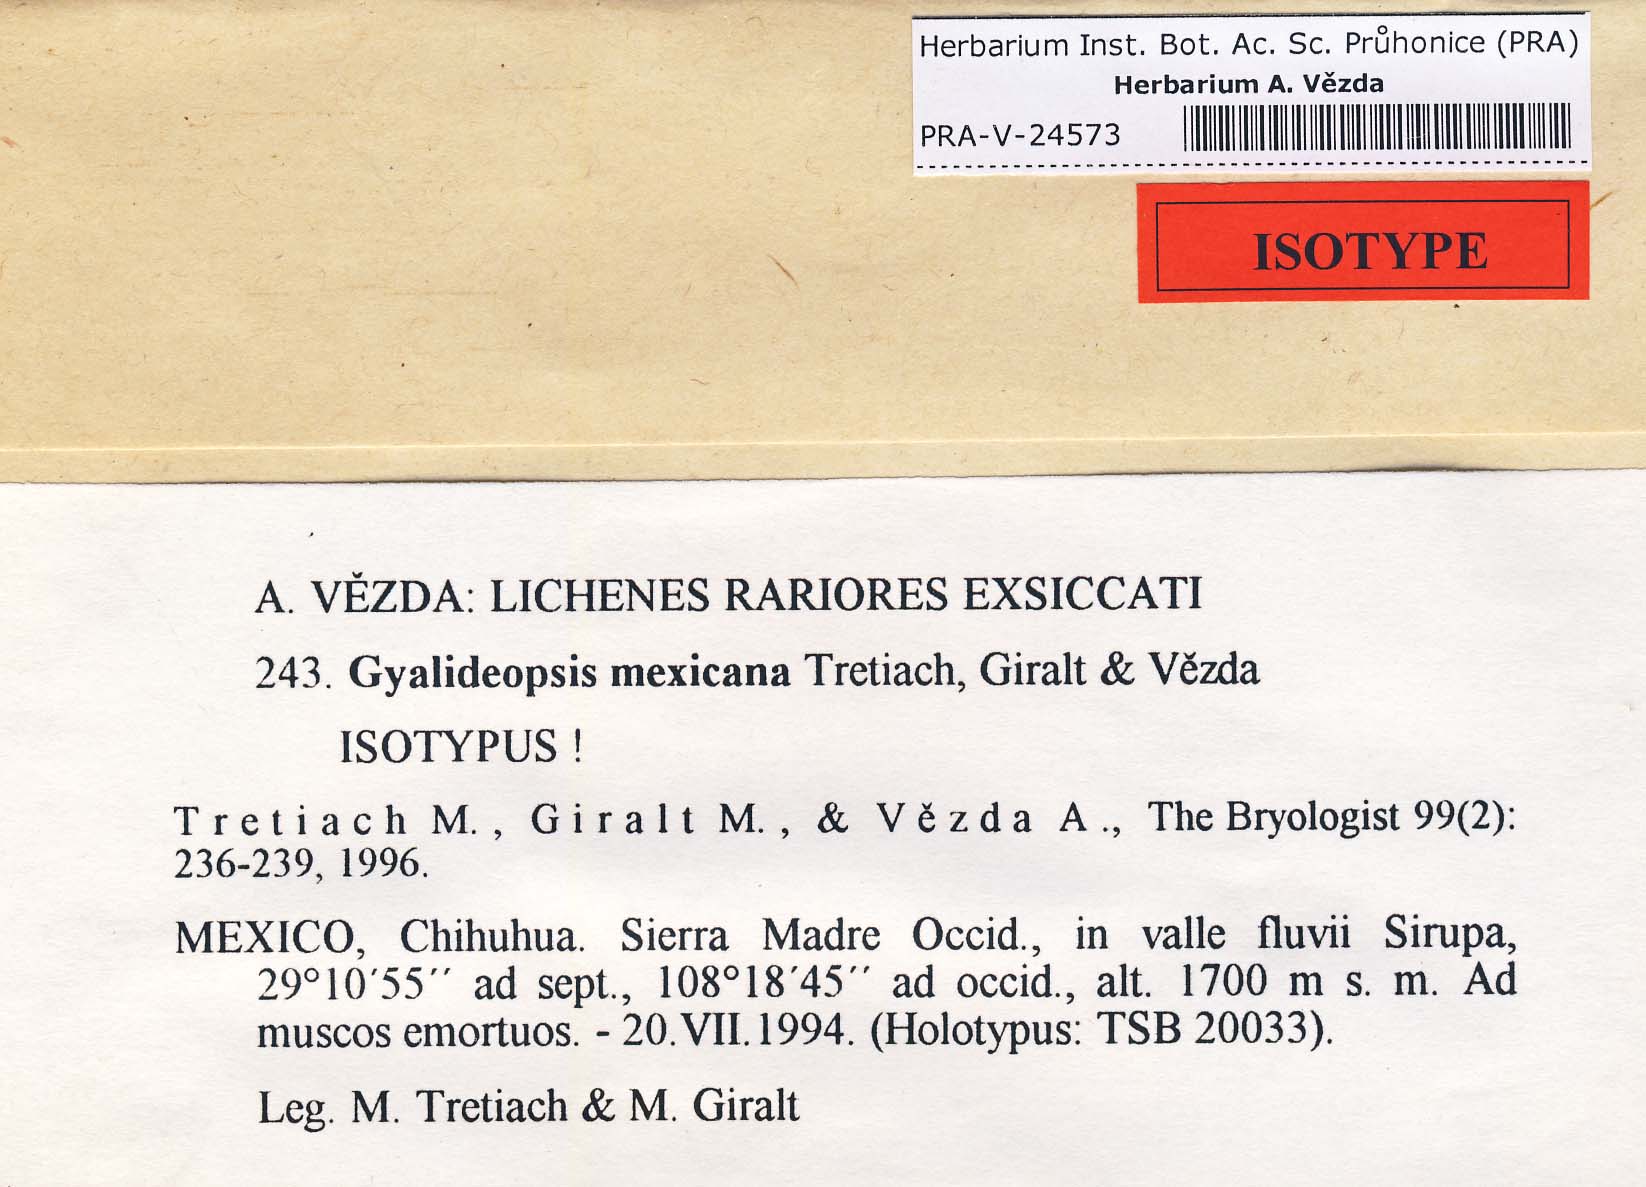 Herbarium Inst. Bot. Ac. Sc. Průhonice (PRA)
Herbarium A. Vězda
PRA-V-24573
ISOTYPE
A. VĚZDA: LICHENES RARIORES EXSICCATI
243. Gyalideopsis mexicana Tretiach, Giralt & Vězda
ISOTYPUS !
Tretiach M., Giralt M., & Vězda A., The Bryologist 99(2):
236-239, 1996.
MEXICO, Chihuhua. Sierra Madre Occid., in valle fluvii Sirupa,
29°10′55′′ ad sept., 108°18′45′′ ad occid., alt. 1700 m s. m. Ad
muscos emortuos. - 20.VII.1994. (Holotypus: TSB 20033).
Leg. M. Tretiach & M. Giralt